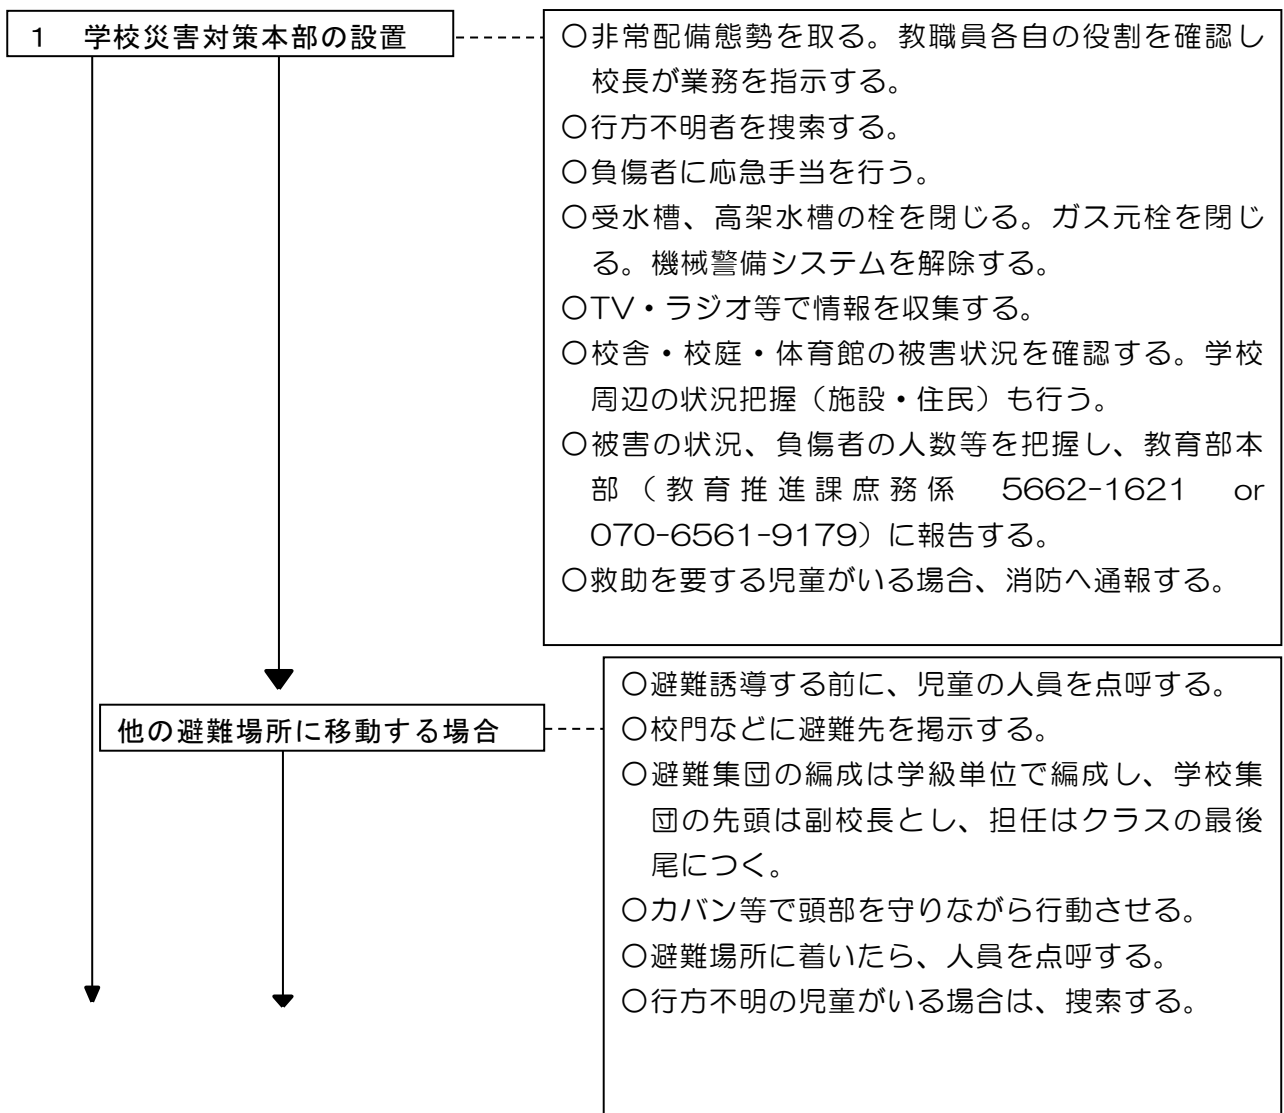 1 学校災害対策本部の設置
○非常配備態勢を取る。教職員各自の役割を確認し
校長が業務を指示する。
○行方不明者を捜索する。
○負傷者に応急手当を行う。
○受水槽、高架水槽の栓を閉じる。ガス元栓を閉じ
る。機械警備システムを解除する。
○TV・ラジオ等で情報を収集する。
○校舎・校庭・体育館の被害状況を確認する。学校
周辺の状況把握（施設・住民）も行う。
○被害の状況、負傷者の人数等を把握し、教育部本
部（教育推進課庶務係 5662-1621 or
070-6561-9179）に報告する。
○救助を要する児童がいる場合、消防へ通報する。
他の避難場所に移動する場合
○避難誘導する前に、児童の人員を点呼する。
○校門などに避難先を掲示する。
○避難集団の編成は学級単位で編成し、学校集
団の先頭は副校長とし、担任はクラスの最後
尾につく。
○カバン等で頭部を守りながら行動させる。
○避難場所に着いたら、人員を点呼する。
○行方不明の児童がいる場合は、捜索する。